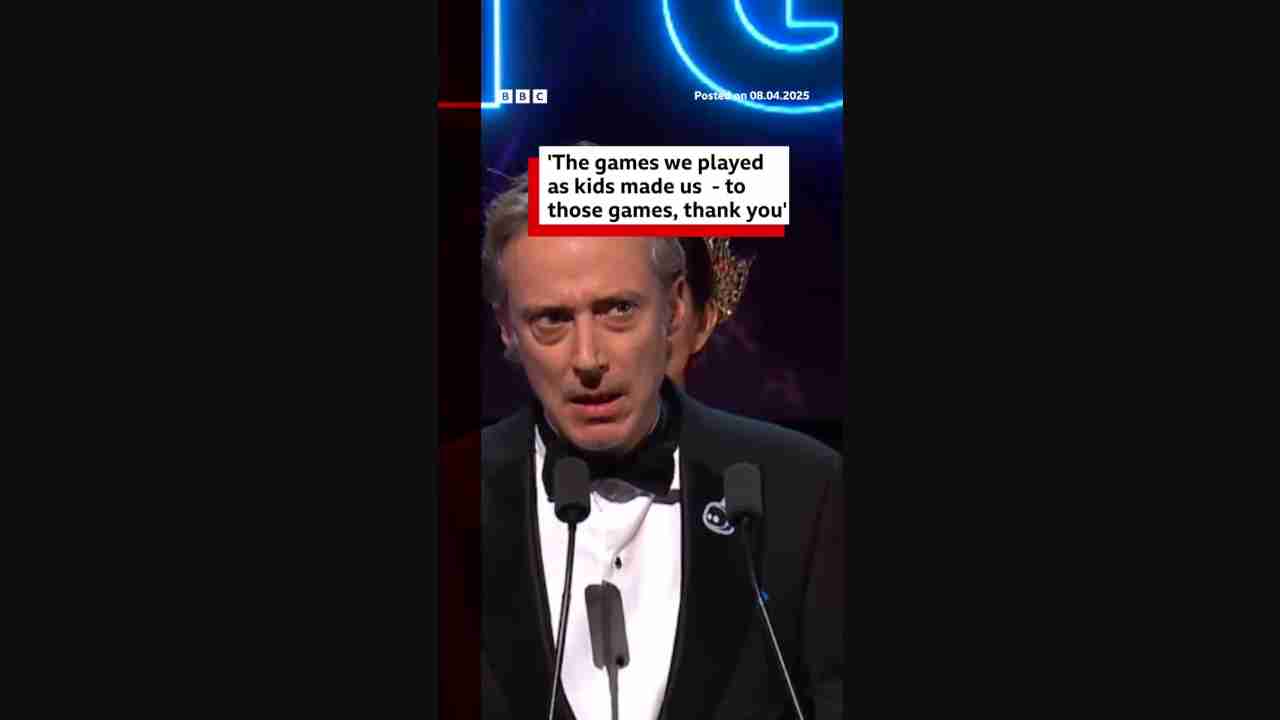 BBC
Posted on 08.04.2025
'The games we played
as kids made us - to
those games, thank you'